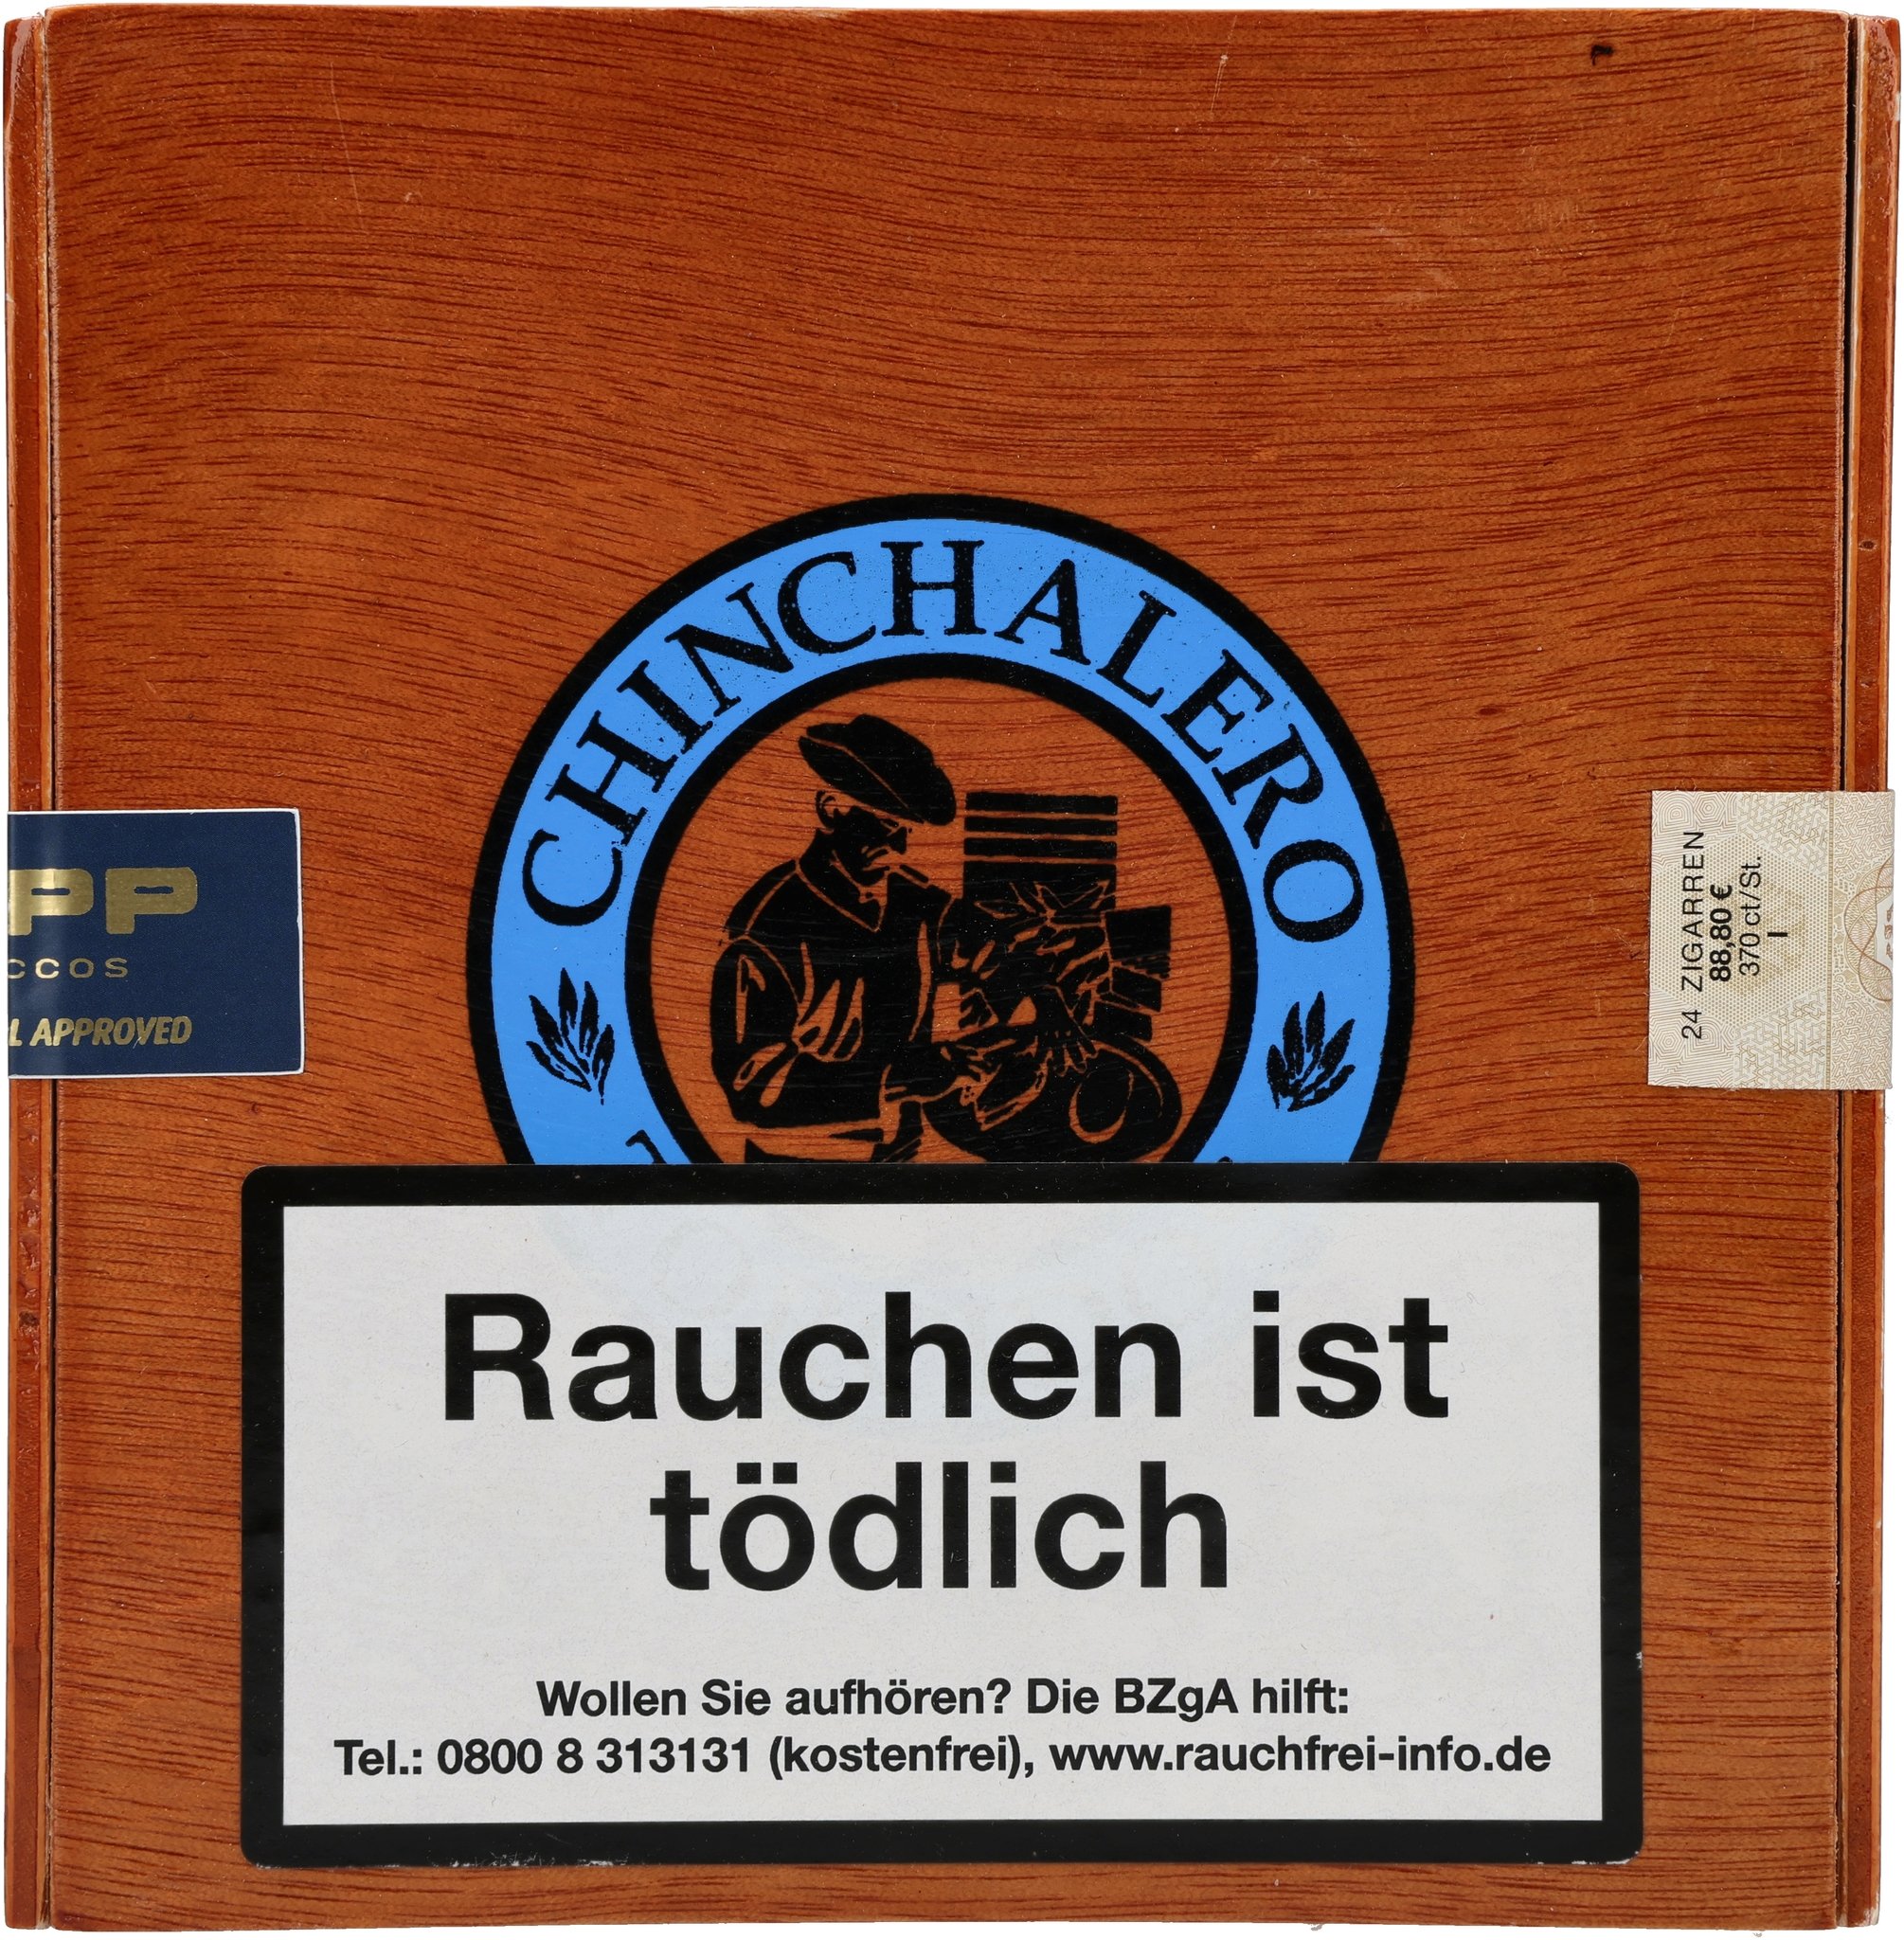 CHINCHALERO
CCOS
APPROVED
24 ZIGARREN
88,80 €
370 ct/St.
I
Rauchen ist
tödlich
Wollen Sie aufhören? Die BZgA hilft:
Tel.: 0800 8 313131 (kostenfrei), www.rauchfrei-info.de